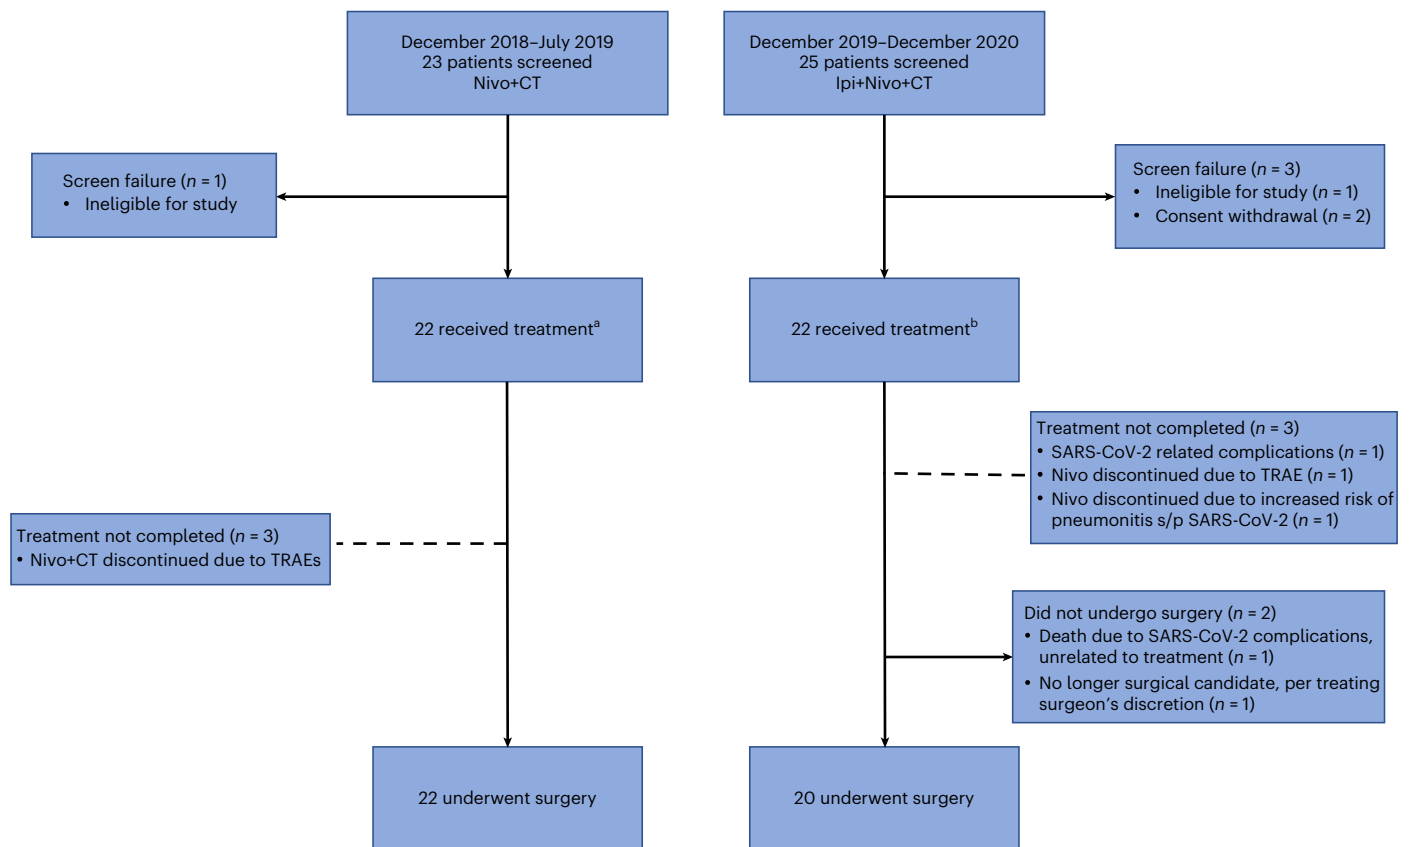 December 2018–July 2019
23 patients screened
Nivo+CT
December 2019–December 2020
25 patients screened
Ipi+Nivo+CT
Screen failure (n = 1)
• Ineligible for study
Screen failure (n = 3)
• Ineligible for study (n = 1)
• Consent withdrawal (n = 2)
22 received treatmentᵃ
22 received treatmentᵇ
Treatment not completed (n = 3)
• SARS-CoV-2 related complications (n = 1)
• Nivo discontinued due to TRAE (n = 1)
• Nivo discontinued due to increased risk of
pneumonitis s/p SARS-CoV-2 (n = 1)
Treatment not completed (n = 3)
• Nivo+CT discontinued due to TRAEs
Did not undergo surgery (n = 2)
• Death due to SARS-CoV-2 complications,
unrelated to treatment (n = 1)
• No longer surgical candidate, per treating
surgeon’s discretion (n = 1)
22 underwent surgery
20 underwent surgery